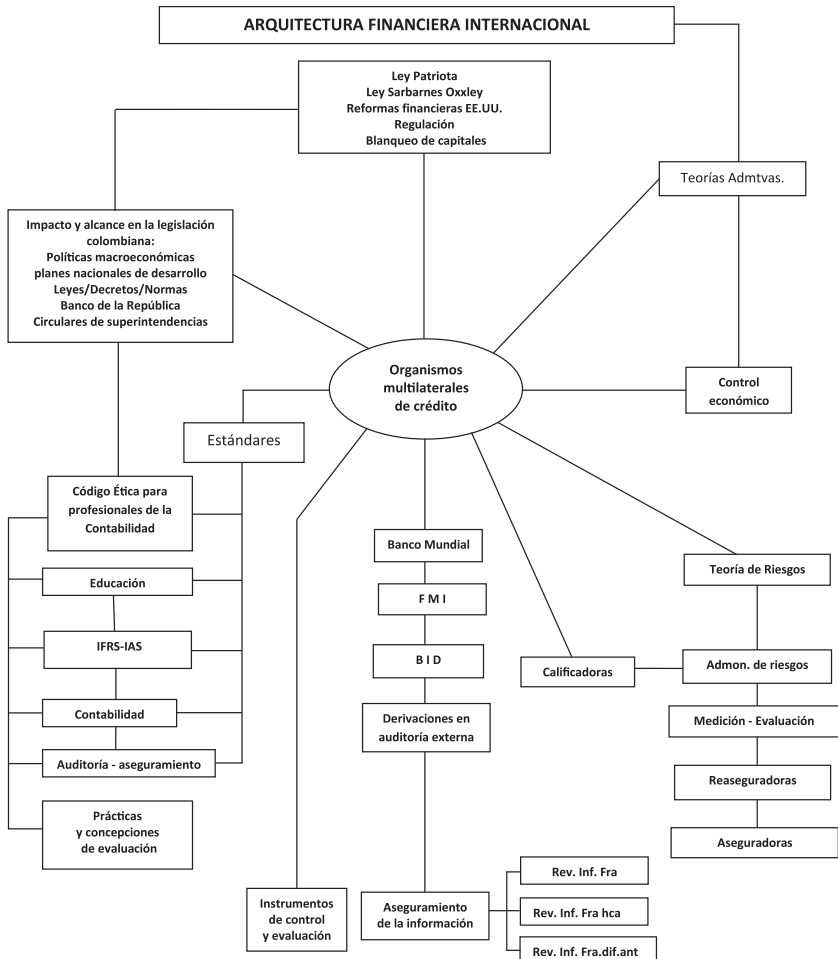 ARQUITECTURA FINANCIERA INTERNACIONAL
Ley Patriota
Ley Sarbarnes Oxxley
Reformas financieras EE.UU.
Regulación
Blanqueo de capitales
Teorías Admtvas.
Impacto y alcance en la legislación
colombiana:
Políticas macroeconómicas
planes nacionales de desarrollo
Leyes/Decretos/Normas
Banco de la República
Circulares de superintendencias
Organismos
multilaterales
de crédito
Control
económico
Estándares
Código Ética para
profesionales de la
Contabilidad
Educación
IFRS-IAS
Contabilidad
Auditoría - aseguramiento
Prácticas
y concepciones
de evaluación
Instrumentos
de control
y evaluación
Banco Mundial
F M I
B I D
Derivaciones en
auditoría externa
Aseguramiento
de la información
Rev. Inf. Fra
Rev. Inf. Fra hca
Rev. Inf. Fra.dif.ant
Calificadoras
Teoría de Riesgos
Admon. de riesgos
Medición - Evaluación
Reaseguradoras
Aseguradoras